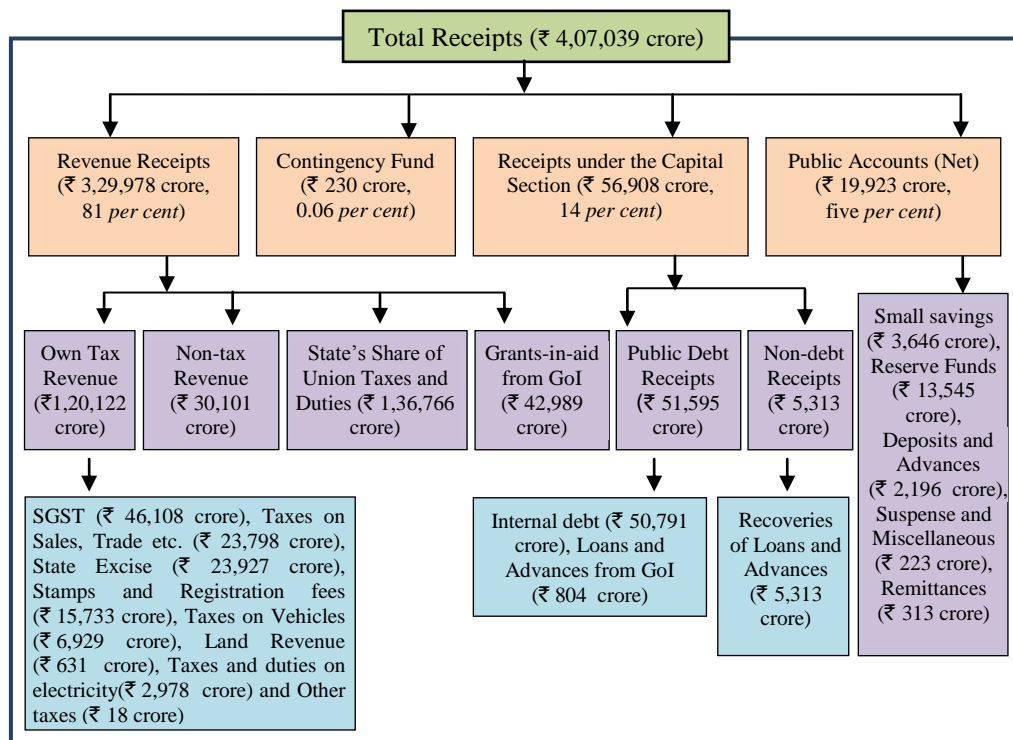 Total Receipts (₹ 4,07,039 crore)
Revenue Receipts
(₹ 3,29,978 crore,
81 per cent)
Contingency Fund
(₹ 230 crore,
0.06 per cent)
Receipts under the Capital
Section (₹ 56,908 crore,
14 per cent)
Public Accounts (Net)
(₹ 19,923 crore,
five per cent)
Own Tax
Revenue
(₹1,20,122
crore)
Non-tax
Revenue
(₹ 30,101
crore)
State's Share of
Union Taxes and
Duties (₹ 1,36,766
crore)
Grants-in-aid
from GoI
(₹ 42,989
crore)
Public Debt
Receipts
(₹ 51,595
crore)
Non-debt
Receipts
(₹ 5,313
crore)
Small savings
(₹ 3,646 crore),
Reserve Funds
(₹ 13,545
crore),
Deposits and
Advances
(₹ 2,196 crore),
Suspense and
Miscellaneous
(₹ 223 crore),
Remittances
(₹ 313 crore)
SGST (₹ 46,108 crore), Taxes on
Sales, Trade etc. (₹ 23,798 crore),
State Excise (₹ 23,927 crore),
Stamps and Registration fees
(₹ 15,733 crore), Taxes on Vehicles
(₹ 6,929 crore), Land Revenue
(₹ 631 crore), Taxes and duties on
electricity(₹ 2,978 crore) and Other
taxes (₹ 18 crore)
Internal debt (₹ 50,791
crore), Loans and
Advances from GoI
(₹ 804 crore)
Recoveries
of Loans and
Advances
(₹ 5,313
crore)